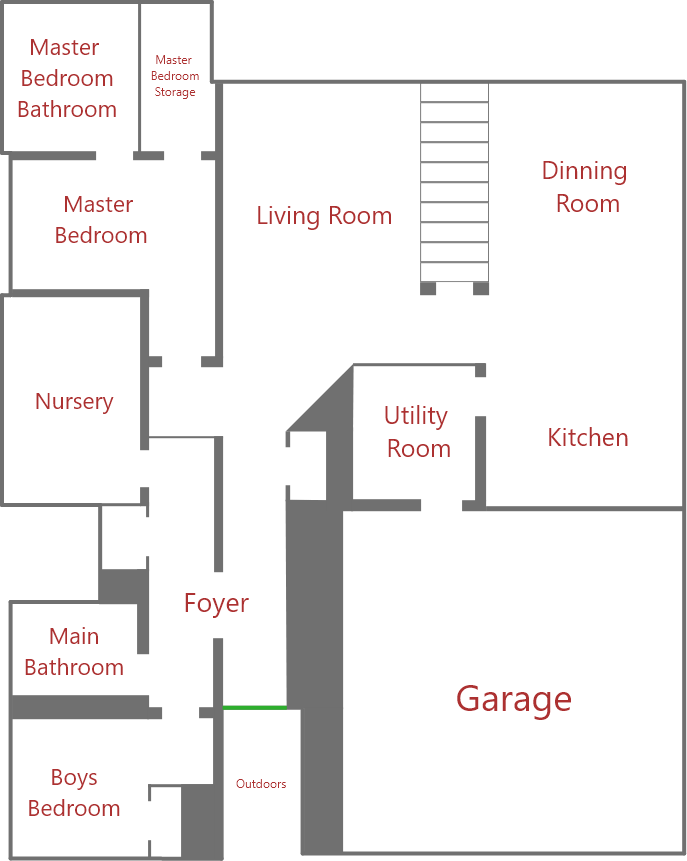 Master
Bedroom
Bathroom
Master
Bedroom
Storage
Master
Bedroom
Living Room
Dinning
Room
Nursery
Utility
Room
Kitchen
Foyer
Main
Bathroom
Garage
Boys
Bedroom
Outdoors